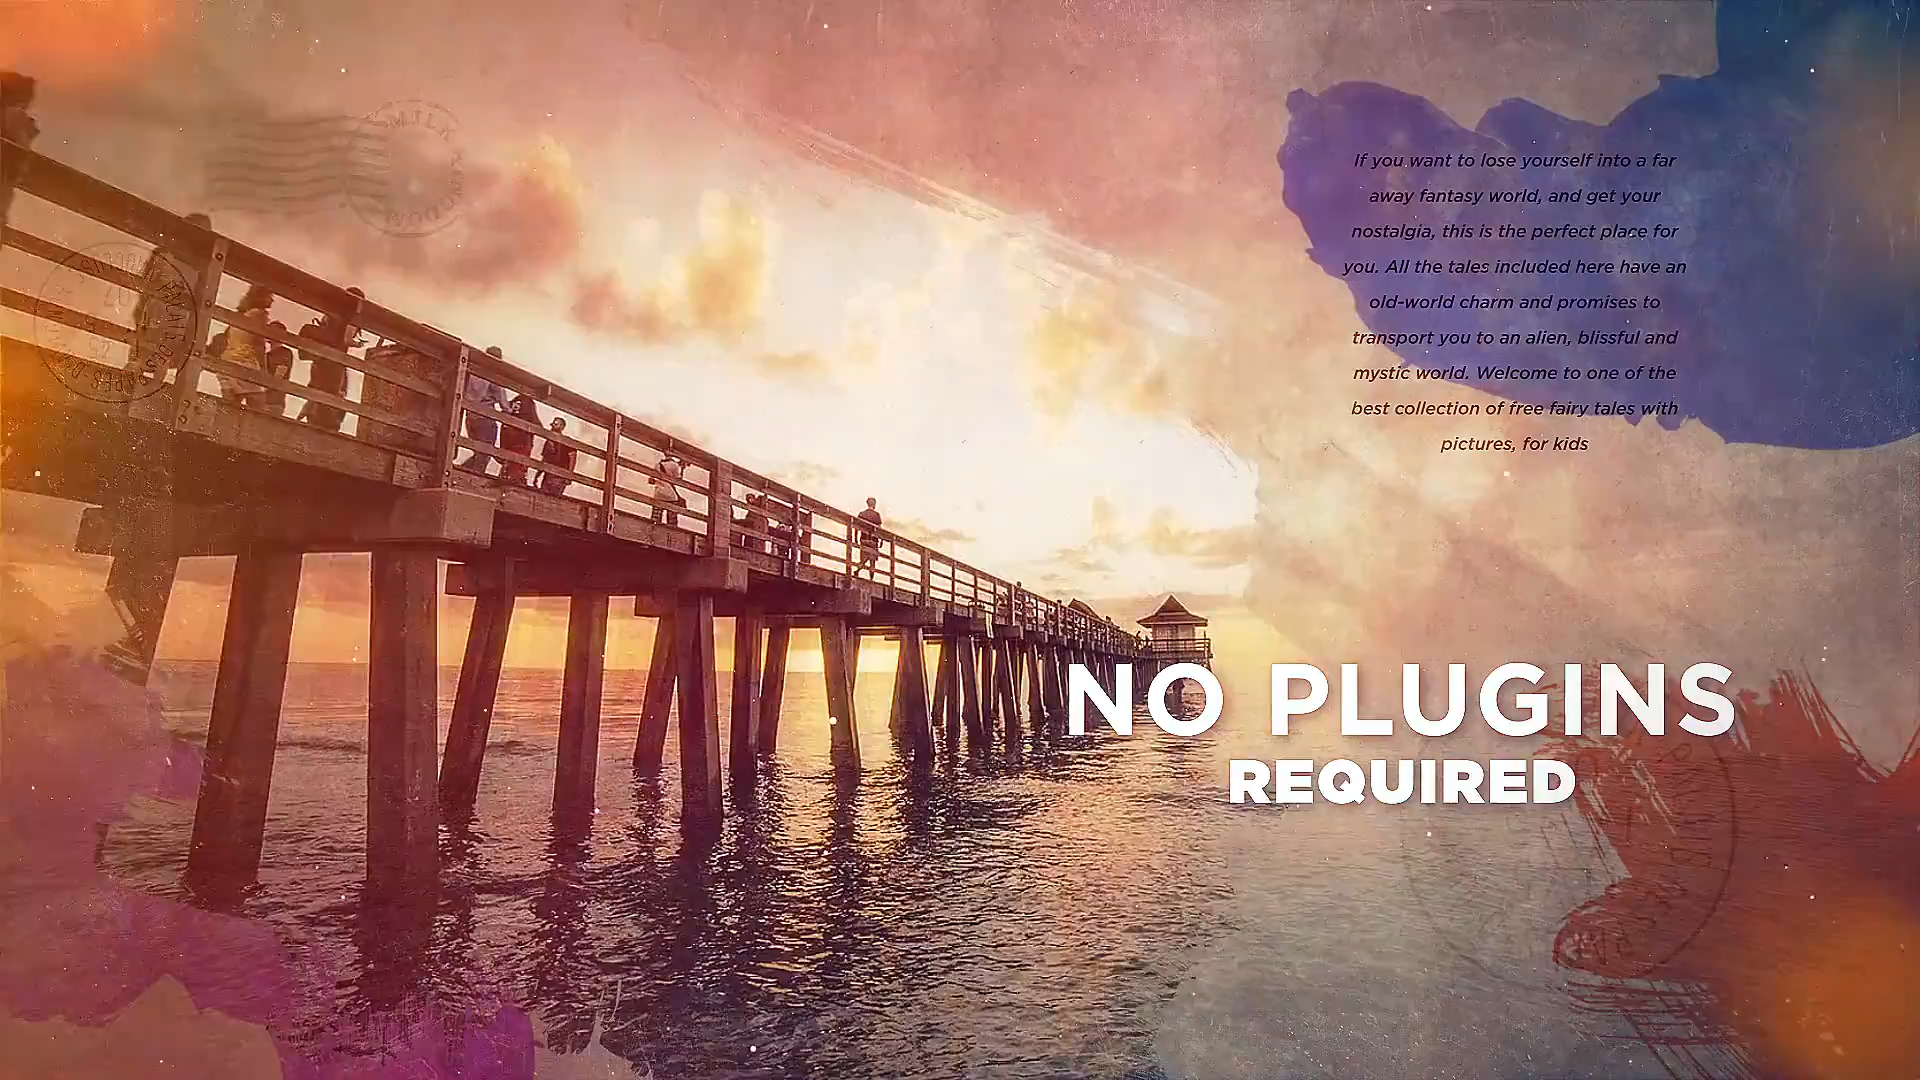 MILK KINGDOM
If you want to lose yourself into a far
away fantasy world, and get your
nostalgia, this is the perfect place for
you. All the tales included here have an
old-world charm and promises to
transport you to an alien, blissful and
mystic world. Welcome to one of the
best collection of free fairy tales with
pictures, for kids
NO PLUGINS
REQUIRED